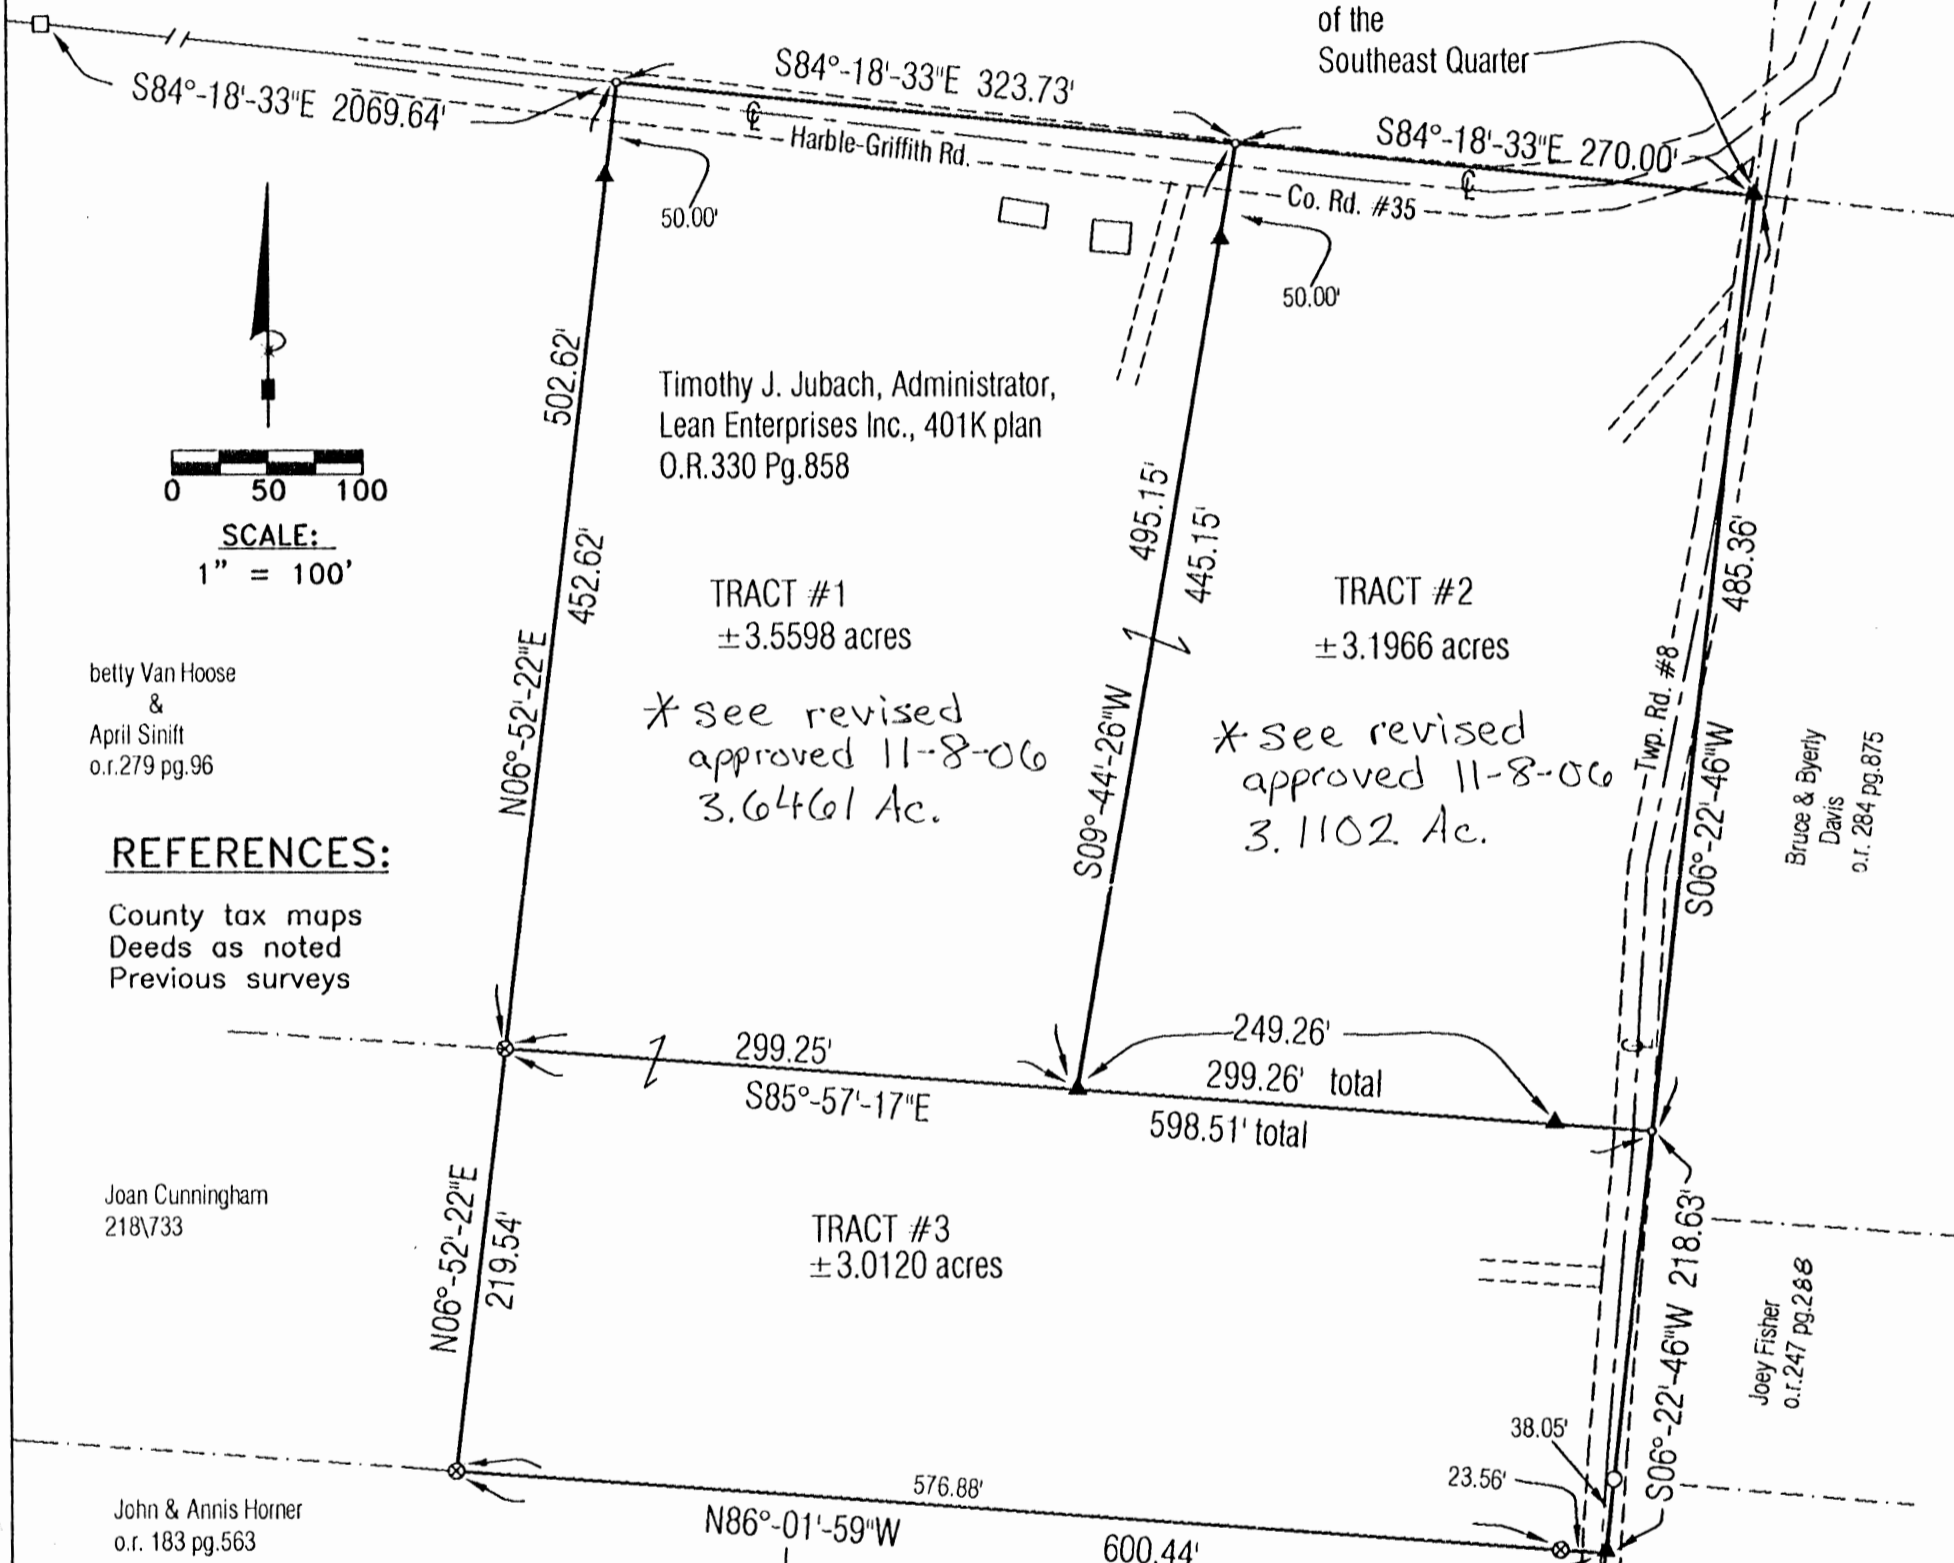 of the
Southeast Quarter
S84°-18'-33"E 2069.64'
S84°-18'-33"E 323.73'
S84°-18'-33"E 270.00'
℄
Harble-Griffith Rd.
Co. Rd. #35
℄
50.00'
50.00'
502.62'
452.62'
N06°-52'-22"E
Timothy J. Jubach, Administrator,
Lean Enterprises Inc., 401K plan
O.R.330 Pg.858
495.15'
445.15'
S09°-44'-26"W
485.36'
S06°-22'-46"W
Twp. Rd. #8
℄
0 50 100
SCALE:
1" = 100'
TRACT #1
±3.5598 acres
* see revised
approved 11-8-06
3.6461 Ac.
TRACT #2
±3.1966 acres
* see revised
approved 11-8-06
3.1102 Ac.
betty Van Hoose
&
April Sinift
o.r.279 pg.96
Bruce & Byerly
Davis
o.r. 284 pg.875
REFERENCES:
County tax maps
Deeds as noted
Previous surveys
299.25'
S85°-57'-17"E
249.26'
299.26' total
598.51' total
Joan Cunningham
218\733
N06°-52'-22"E
219.54'
TRACT #3
±3.0120 acres
S06°-22'-46"W 218.63'
Joey Fisher
o.r.247 pg.288
38.05'
23.56'
576.88'
N86°-01'-59"W
600.44'
John & Annis Horner
o.r. 183 pg.563